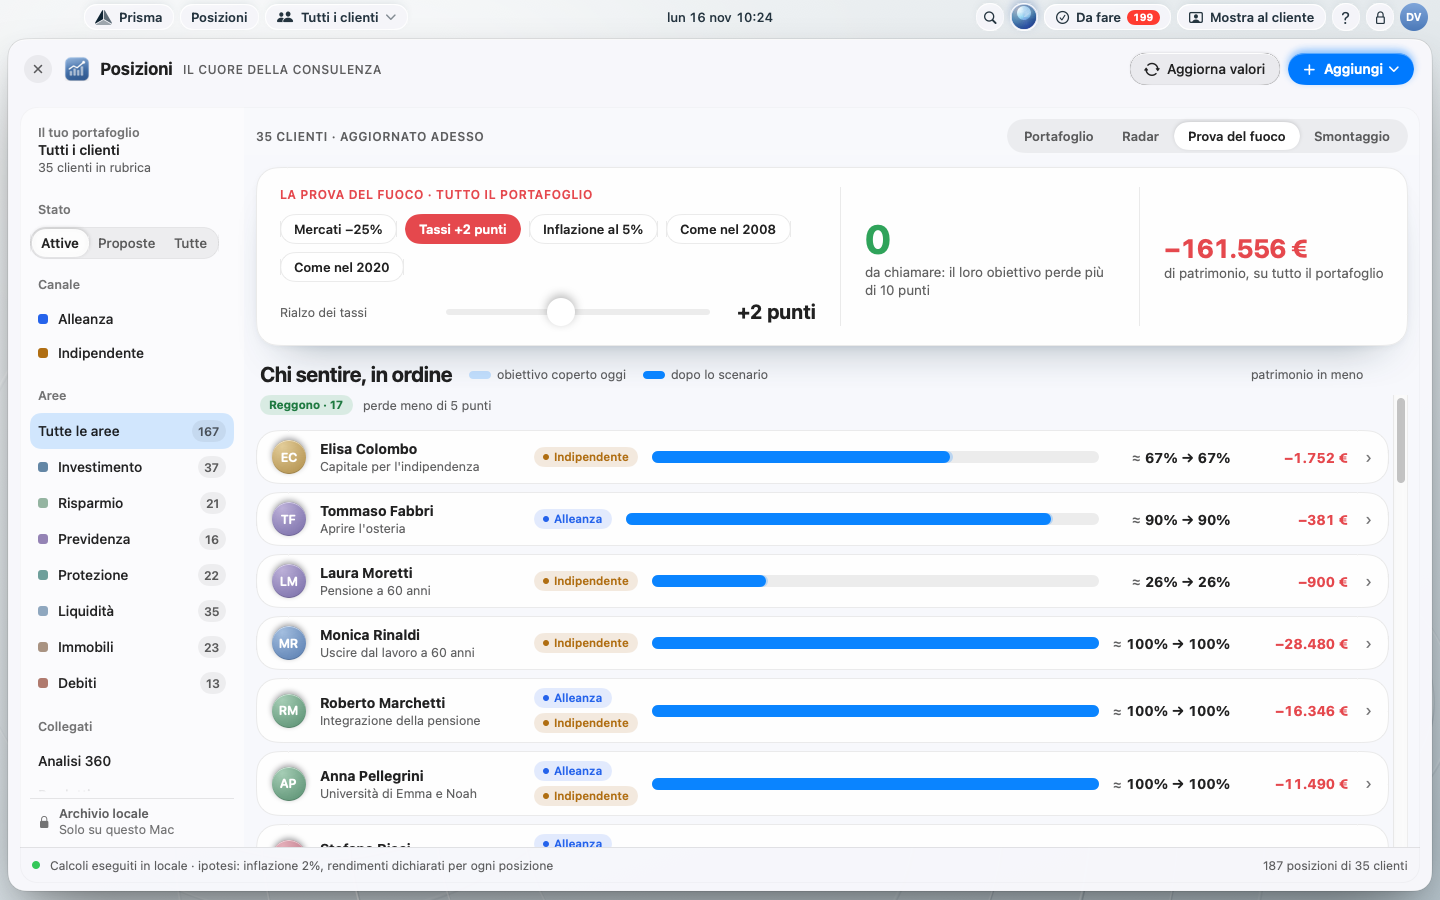 Prisma
Posizioni
Tutti i clienti
lun 16 nov 10:24
Da fare 199
Mostra al cliente
?
DV
Posizioni IL CUORE DELLA CONSULENZA
Aggiorna valori
+ Aggiungi
Il tuo portafoglio
Tutti i clienti
35 clienti in rubrica
Stato
Attive Proposte Tutte
Canale
Alleanza
Indipendente
Aree
Tutte le aree 167
Investimento 37
Risparmio 21
Previdenza 16
Protezione 22
Liquidità 35
Immobili 23
Debiti 13
Collegati
Analisi 360
Archivio locale
Solo su questo Mac
35 CLIENTI · AGGIORNATO ADESSO
Portafoglio Radar Prova del fuoco Smontaggio
LA PROVA DEL FUOCO · TUTTO IL PORTAFOGLIO
Mercati −25% Tassi +2 punti Inflazione al 5% Come nel 2008
Come nel 2020
Rialzo dei tassi +2 punti
0
da chiamare: il loro obiettivo perde più
di 10 punti
−161.556 €
di patrimonio, su tutto il portafoglio
Chi sentire, in ordine obiettivo coperto oggi dopo lo scenario patrimonio in meno
Reggono · 17 perde meno di 5 punti
EC Elisa Colombo
Capitale per l'indipendenza
Indipendente
≈ 67% → 67% −1.752 € ›
TF Tommaso Fabbri
Aprire l'osteria
Alleanza
≈ 90% → 90% −381 € ›
LM Laura Moretti
Pensione a 60 anni
Indipendente
≈ 26% → 26% −900 € ›
MR Monica Rinaldi
Uscire dal lavoro a 60 anni
Indipendente
≈ 100% → 100% −28.480 € ›
RM Roberto Marchetti
Integrazione della pensione
Alleanza
Indipendente
≈ 100% → 100% −16.346 € ›
AP Anna Pellegrini
Università di Emma e Noah
Alleanza
Indipendente
≈ 100% → 100% −11.490 € ›
Alleanza
Calcoli eseguiti in locale · ipotesi: inflazione 2%, rendimenti dichiarati per ogni posizione
187 posizioni di 35 clienti